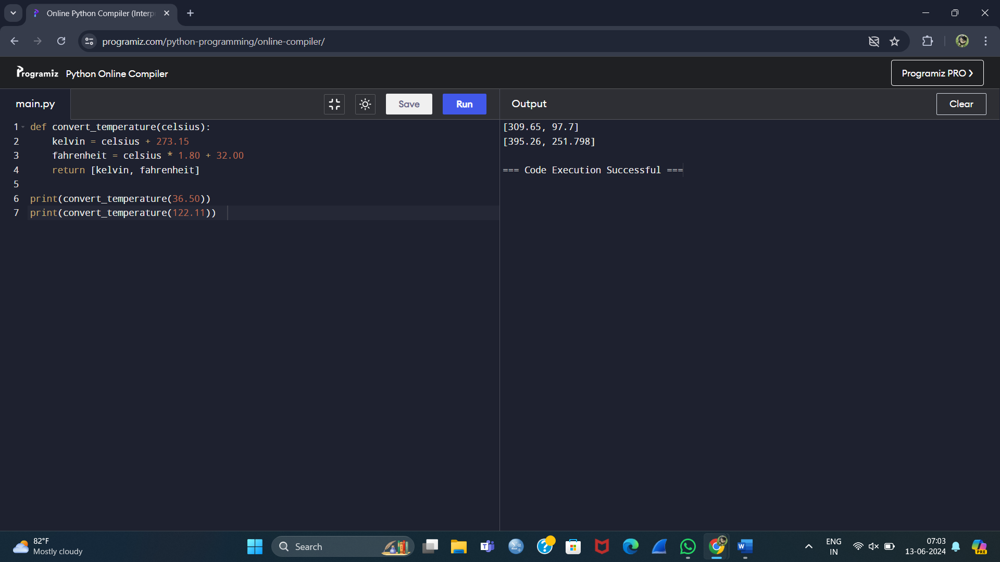 Online Python Compiler (Interp
programiz.com/python-programming/online-compiler/
Programiz Python Online Compiler
Programiz PRO
main.py
Save
Run
Output
Clear
1 def convert_temperature(celsius):
2 kelvin = celsius + 273.15
3 fahrenheit = celsius * 1.80 + 32.00
4 return [kelvin, fahrenheit]
5
6 print(convert_temperature(36.50))
7 print(convert_temperature(122.11))
[309.65, 97.7]
[395.26, 251.798]
=== Code Execution Successful ===
82°F
Mostly cloudy
Search
ENG
IN
07:03
13-06-2024
PRE